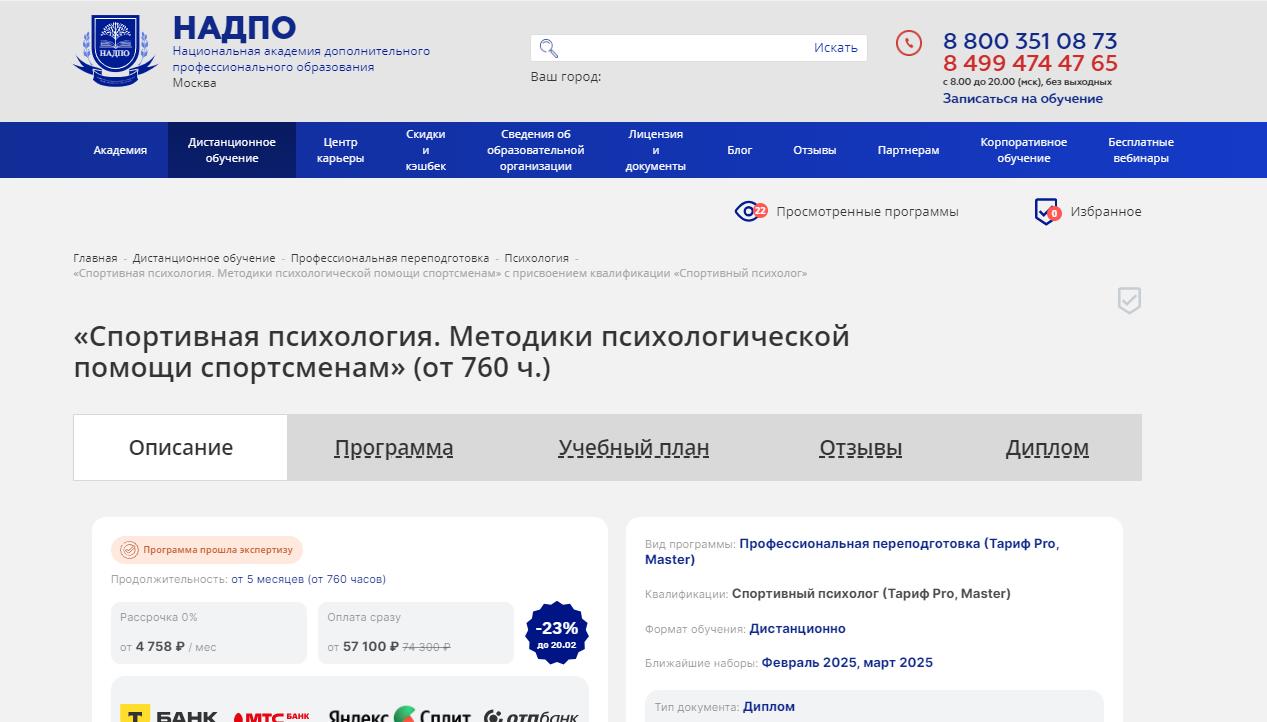 НАДПО
Национальная академия дополнительного
профессионального образования
Москва
НАДПО
Искать
Ваш город:
8 800 351 08 73
8 499 474 47 65
с 8.00 до 20.00 (мск), без выходных
Записаться на обучение
Академия
Дистанционное
обучение
Центр
карьеры
Скидки
и
кэшбек
Сведения об
образовательной
организации
Лицензия
и
документы
Блог
Отзывы
Партнерам
Корпоративное
обучение
Бесплатные
вебинары
22 Просмотренные программы
0 Избранное
Главная - Дистанционное обучение - Профессиональная переподготовка - Психология -
«Спортивная психология. Методики психологической помощи спортсменам» с присвоением квалификации «Спортивный психолог»
«Спортивная психология. Методики психологической
помощи спортсменам» (от 760 ч.)
Описание
Программа
Учебный план
Отзывы
Диплом
Программа прошла экспертизу
Продолжительность: от 5 месяцев (от 760 часов)
Рассрочка 0%
от 4 758 ₽ / мес
Оплата сразу
от 57 100 ₽ 74 300 ₽
-23%
до 20.02
Т БАНК
МТС БАНК
Яндекс Сплит
отпбанк
Вид программы: Профессиональная переподготовка (Тариф Pro,
Master)
Квалификации: Спортивный психолог (Тариф Pro, Master)
Формат обучения: Дистанционно
Ближайшие наборы: Февраль 2025, март 2025
Тип документа: Диплом